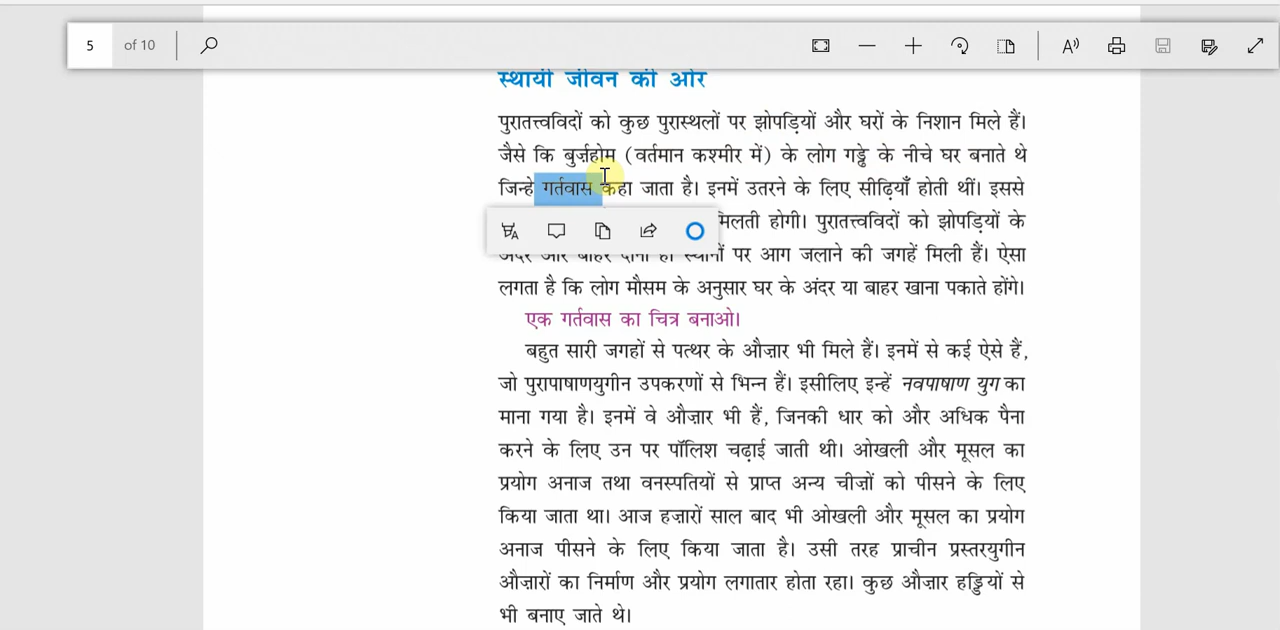 5 of 10
स्थायी जीवन की ओर
पुरातत्त्वविदों को कुछ पुरास्थलों पर झोपड़ियों और घरों के निशान मिले हैं।
जैसे कि बुर्ज़होम (वर्तमान कश्मीर में) के लोग गड्ढे के नीचे घर बनाते थे
जिन्हे गर्तवास कहा जाता है। इनमें उतरने के लिए सीढ़ियाँ होती थीं। इससे
मिलती होगी। पुरातत्त्वविदों को झोपड़ियों के
अंदर और बाहर दोनों ही स्थानों पर आग जलाने की जगहें मिली हैं। ऐसा
लगता है कि लोग मौसम के अनुसार घर के अंदर या बाहर खाना पकाते होंगे।
एक गर्तवास का चित्र बनाओ।
बहुत सारी जगहों से पत्थर के औज़ार भी मिले हैं। इनमें से कई ऐसे हैं,
जो पुरापाषाणयुगीन उपकरणों से भिन्न हैं। इसीलिए इन्हें नवपाषाण युग का
माना गया है। इनमें वे औज़ार भी हैं, जिनकी धार को और अधिक पैना
करने के लिए उन पर पॉलिश चढ़ाई जाती थी। ओखली और मूसल का
प्रयोग अनाज तथा वनस्पतियों से प्राप्त अन्य चीज़ों को पीसने के लिए
किया जाता था। आज हज़ारों साल बाद भी ओखली और मूसल का प्रयोग
अनाज पीसने के लिए किया जाता है। उसी तरह प्राचीन प्रस्तरयुगीन
औज़ारों का निर्माण और प्रयोग लगातार होता रहा। कुछ औज़ार हड्डियों से
भी बनाए जाते थे।